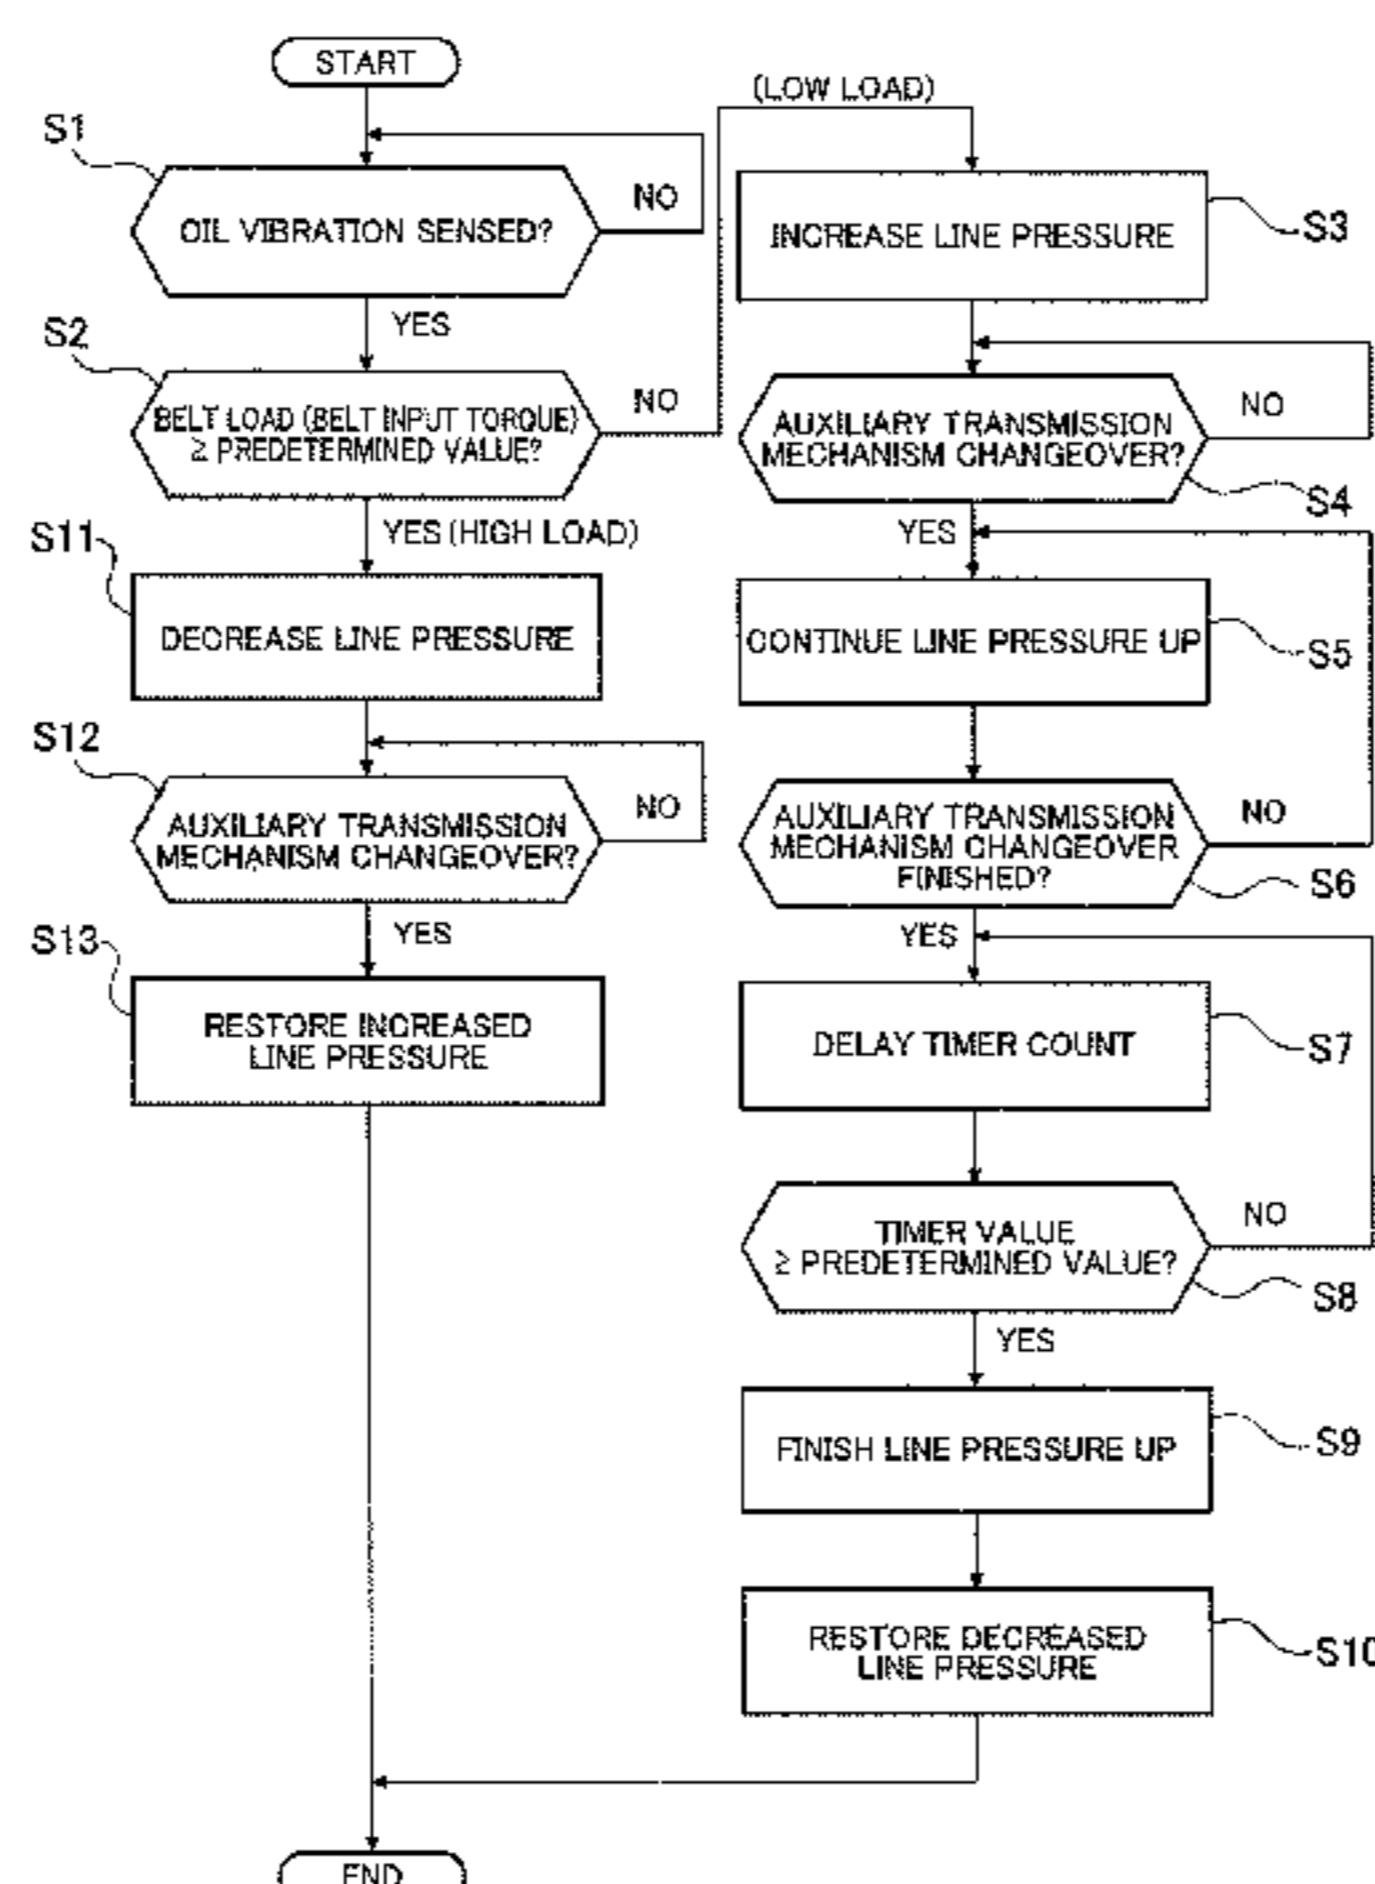 START
S1
OIL VIBRATION SENSED?
NO
YES
S2
BELT LOAD (BELT INPUT TORQUE)
≥ PREDETERMINED VALUE?
NO
YES (HIGH LOAD)
S11
DECREASE LINE PRESSURE
S12
AUXILIARY TRANSMISSION
MECHANISM CHANGEOVER?
NO
YES
S13
RESTORE INCREASED
LINE PRESSURE
(LOW LOAD)
INCREASE LINE PRESSURE
S3
AUXILIARY TRANSMISSION
MECHANISM CHANGEOVER?
NO
S4
YES
CONTINUE LINE PRESSURE UP
S5
AUXILIARY TRANSMISSION
MECHANISM CHANGEOVER
FINISHED?
NO
S6
YES
DELAY TIMER COUNT
S7
TIMER VALUE
≥ PREDETERMINED VALUE?
NO
S8
YES
FINISH LINE PRESSURE UP
S9
RESTORE DECREASED
LINE PRESSURE
S10
END